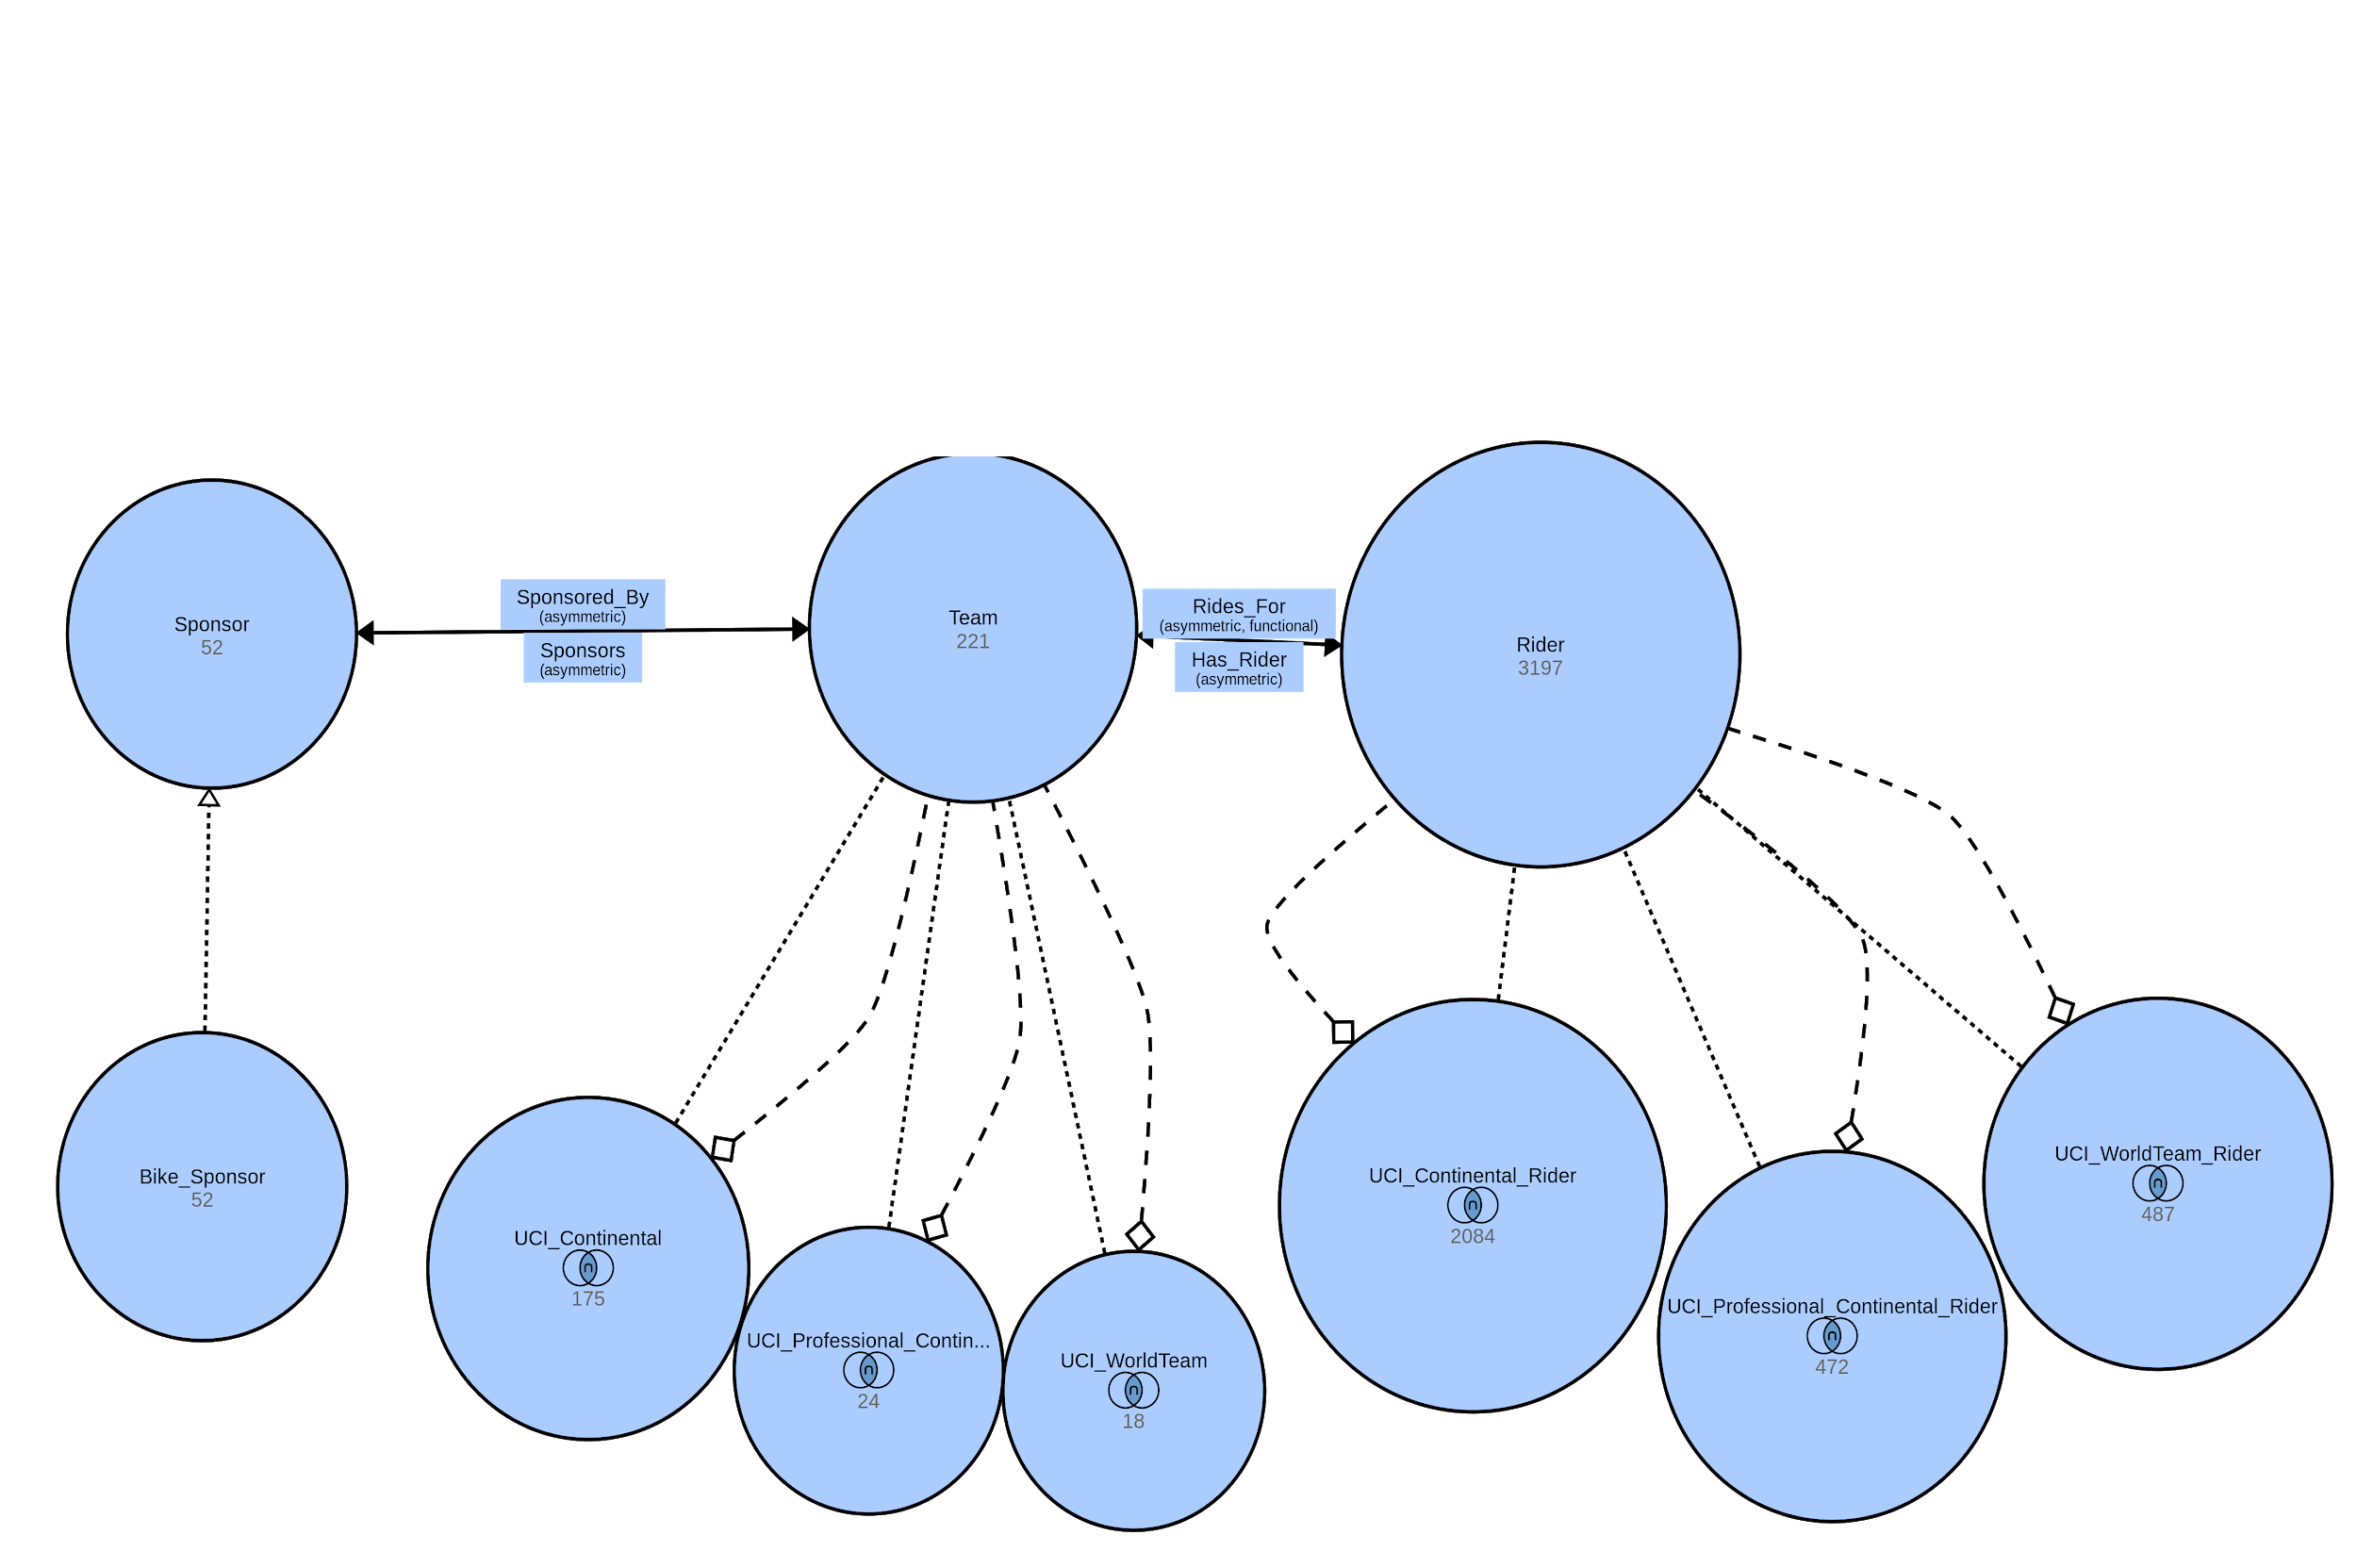 Sponsor
52
Sponsored_By
(asymmetric)
Sponsors
(asymmetric)
Team
221
Rides_For
(asymmetric, functional)
Has_Rider
(asymmetric)
Rider
3197
Bike_Sponsor
52
UCI_Continental
∩
175
UCI_Professional_Contin...
∩
24
UCI_WorldTeam
∩
18
UCI_Continental_Rider
∩
2084
UCI_Professional_Continental_Rider
∩
472
UCI_WorldTeam_Rider
∩
487